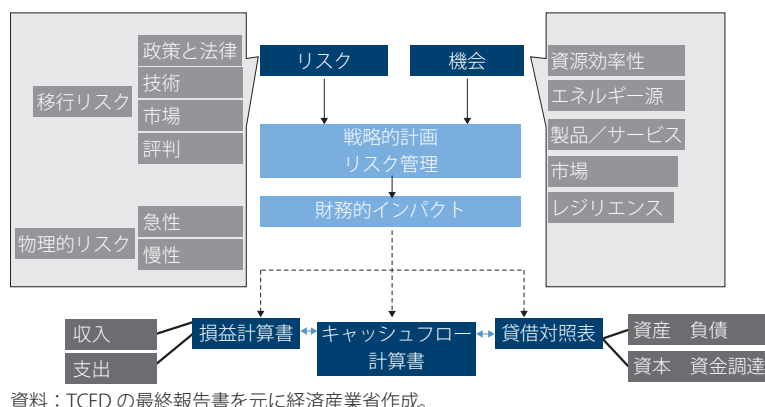 政策と法律
リスク
機会
資源効率性
移行リスク
技術
エネルギー源
市場
戦略的計画
リスク管理
製品／サービス
評判
市場
財務的インパクト
レジリエンス
物理的リスク
急性
慢性
収入
損益計算書
キャッシュフロー
計算書
貸借対照表
資産　負債
支出
資本　資金調達
資料：TCFD の最終報告書を元に経済産業省作成。